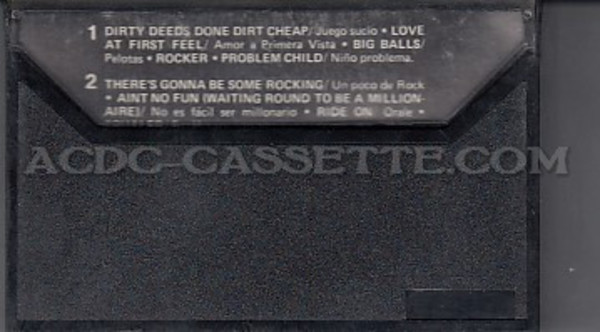 1 DIRTY DEEDS DONE DIRT CHEAP/Juego sucio • LOVE
AT FIRST FEEL/ Amor a Primera Vista • BIG BALLS/
Pelotas • ROCKER • PROBLEM CHILD/ Niño problema.
2 THERE'S GONNA BE SOME ROCKING/ Un poco de Rock
• AINT NO FUN (WAITING ROUND TO BE A MILLION-
AIRE)/ No es fácil ser millonario • RIDE ON Orale •
ACDC-CASSETTE.COM